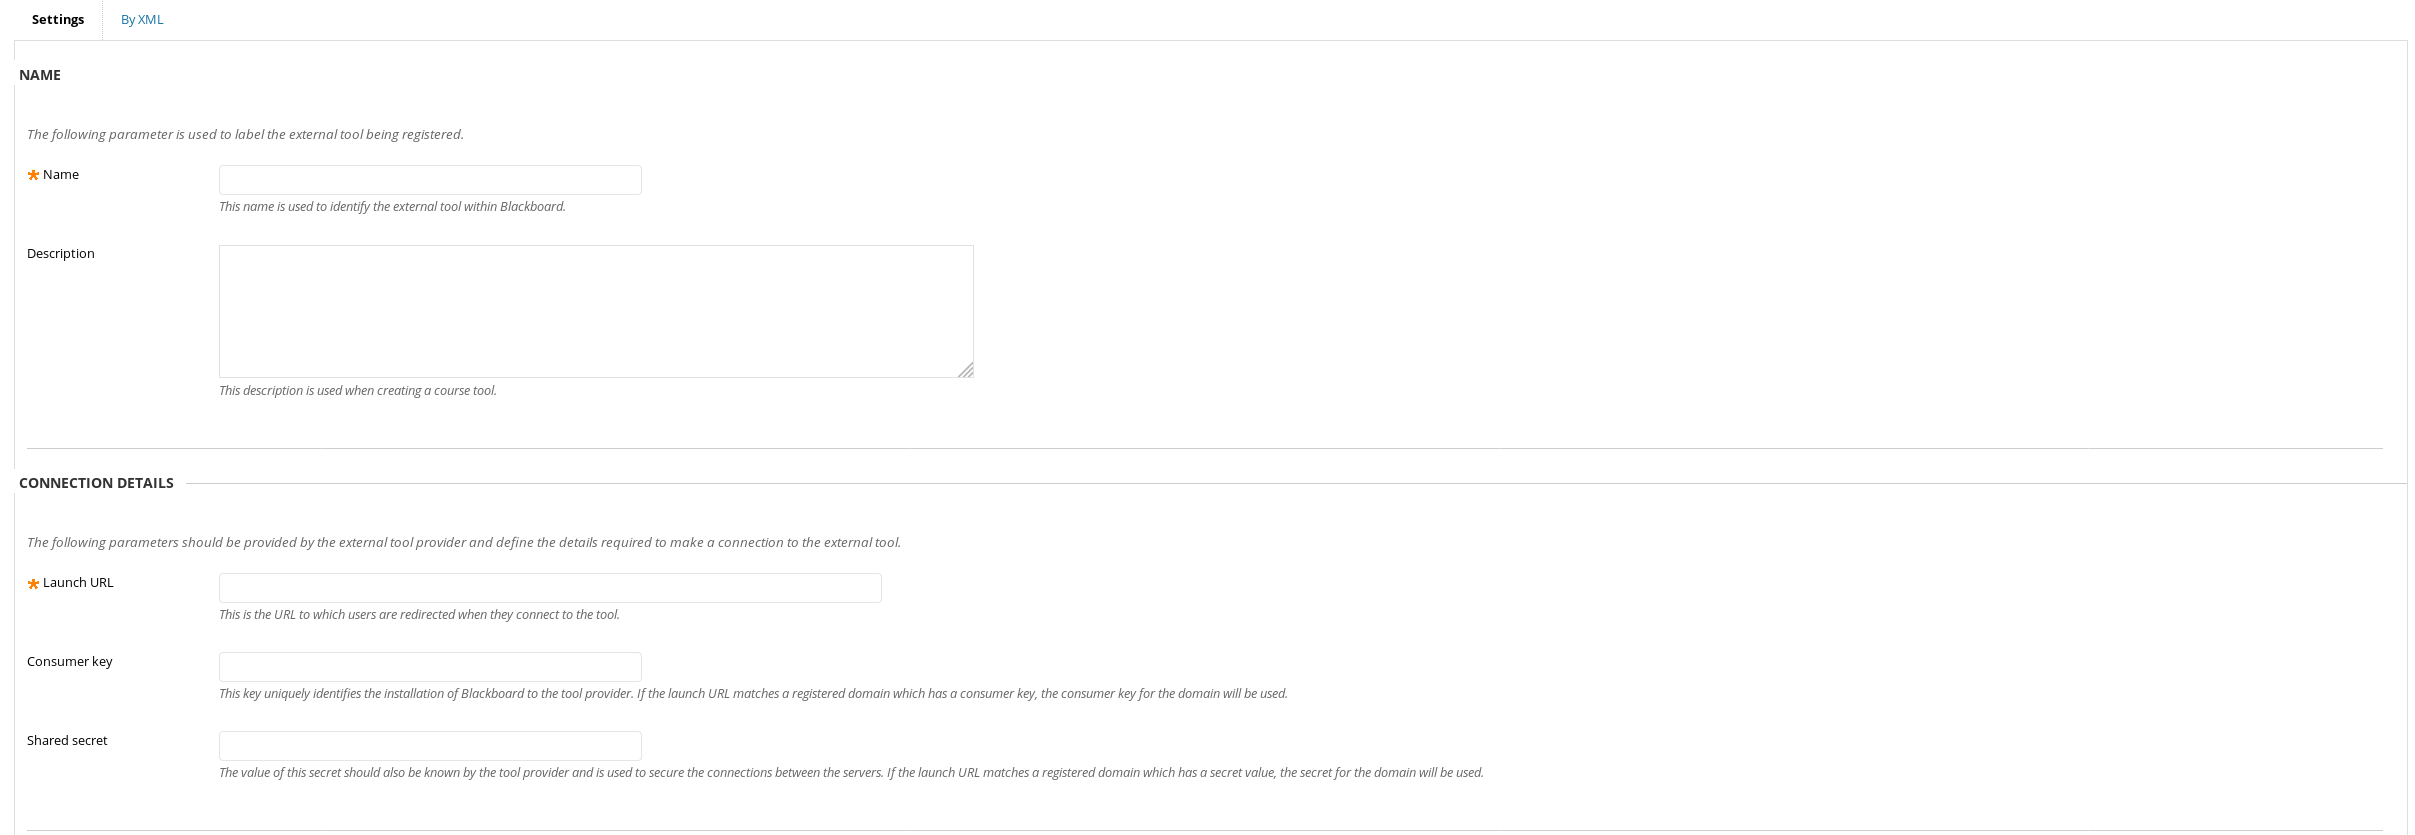 Settings By XML
NAME
The following parameter is used to label the external tool being registered.
* Name
This name is used to identify the external tool within Blackboard.
Description
This description is used when creating a course tool.
CONNECTION DETAILS
The following parameters should be provided by the external tool provider and define the details required to make a connection to the external tool.
* Launch URL
This is the URL to which users are redirected when they connect to the tool.
Consumer key
This key uniquely identifies the installation of Blackboard to the tool provider. If the launch URL matches a registered domain which has a consumer key, the consumer key for the domain will be used.
Shared secret
The value of this secret should also be known by the tool provider and is used to secure the connections between the servers. If the launch URL matches a registered domain which has a secret value, the secret for the domain will be used.